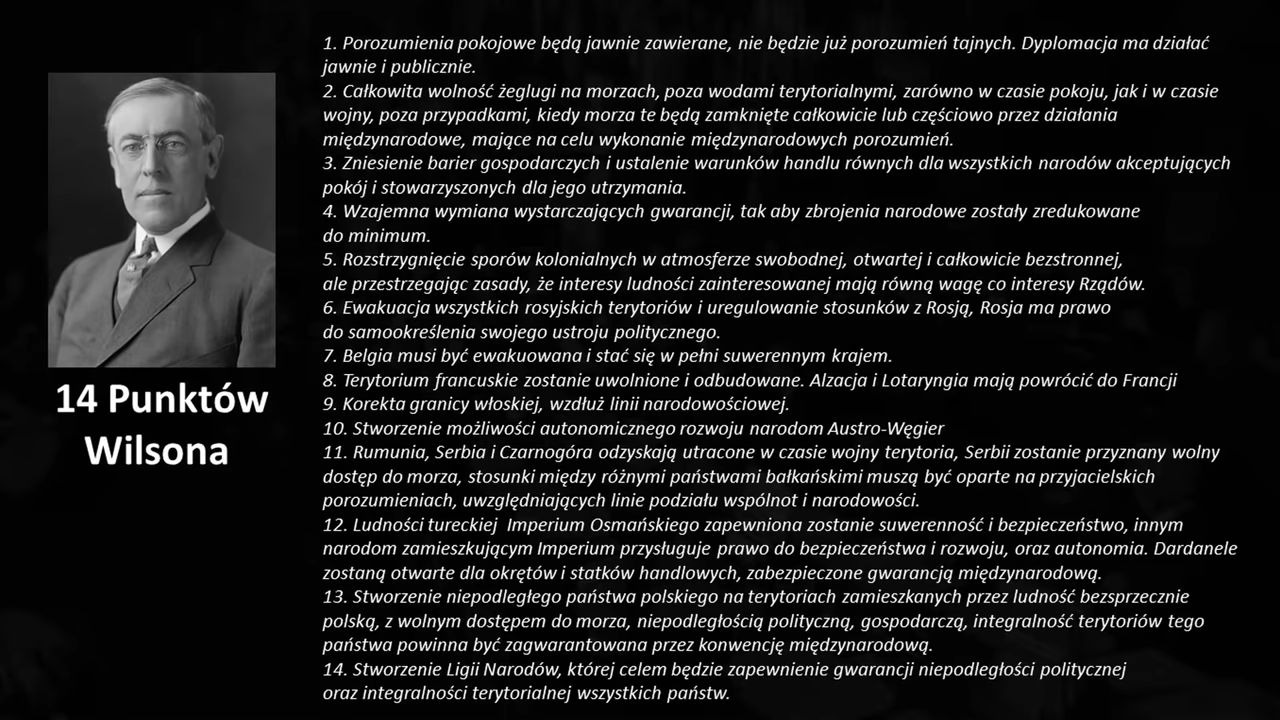 14 Punktów
Wilsona
1. Porozumienia pokojowe będą jawnie zawierane, nie będzie już porozumień tajnych. Dyplomacja ma działać
jawnie i publicznie.
2. Całkowita wolność żeglugi na morzach, poza wodami terytorialnymi, zarówno w czasie pokoju, jak i w czasie
wojny, poza przypadkami, kiedy morza te będą zamknięte całkowicie lub częściowo przez działania
międzynarodowe, mające na celu wykonanie międzynarodowych porozumień.
3. Zniesienie barier gospodarczych i ustalenie warunków handlu równych dla wszystkich narodów akceptujących
pokój i stowarzyszonych dla jego utrzymania.
4. Wzajemna wymiana wystarczających gwarancji, tak aby zbrojenia narodowe zostały zredukowane
do minimum.
5. Rozstrzygnięcie sporów kolonialnych w atmosferze swobodnej, otwartej i całkowicie bezstronnej,
ale przestrzegając zasady, że interesy ludności zainteresowanej mają równą wagę co interesy Rządów.
6. Ewakuacja wszystkich rosyjskich terytoriów i uregulowanie stosunków z Rosją, Rosja ma prawo
do samookreślenia swojego ustroju politycznego.
7. Belgia musi być ewakuowana i stać się w pełni suwerennym krajem.
8. Terytorium francuskie zostanie uwolnione i odbudowane. Alzacja i Lotaryngia mają powrócić do Francji
9. Korekta granicy włoskiej, wzdłuż linii narodowościowej.
10. Stworzenie możliwości autonomicznego rozwoju narodom Austro-Węgier
11. Rumunia, Serbia i Czarnogóra odzyskają utracone w czasie wojny terytoria, Serbii zostanie przyznany wolny
dostęp do morza, stosunki między różnymi państwami bałkańskimi muszą być oparte na przyjacielskich
porozumieniach, uwzględniających linie podziału wspólnot i narodowości.
12. Ludności tureckiej Imperium Osmańskiego zapewniona zostanie suwerenność i bezpieczeństwo, innym
narodom zamieszkującym Imperium przysługuje prawo do bezpieczeństwa i rozwoju, oraz autonomia. Dardanele
zostaną otwarte dla okrętów i statków handlowych, zabezpieczone gwarancją międzynarodową.
13. Stworzenie niepodległego państwa polskiego na terytoriach zamieszkanych przez ludność bezsprzecznie
polską, z wolnym dostępem do morza, niepodległością polityczną, gospodarczą, integralność terytoriów tego
państwa powinna być zagwarantowana przez konwencję międzynarodową.
14. Stworzenie Ligii Narodów, której celem będzie zapewnienie gwarancji niepodległości politycznej
oraz integralności terytorialnej wszystkich państw.